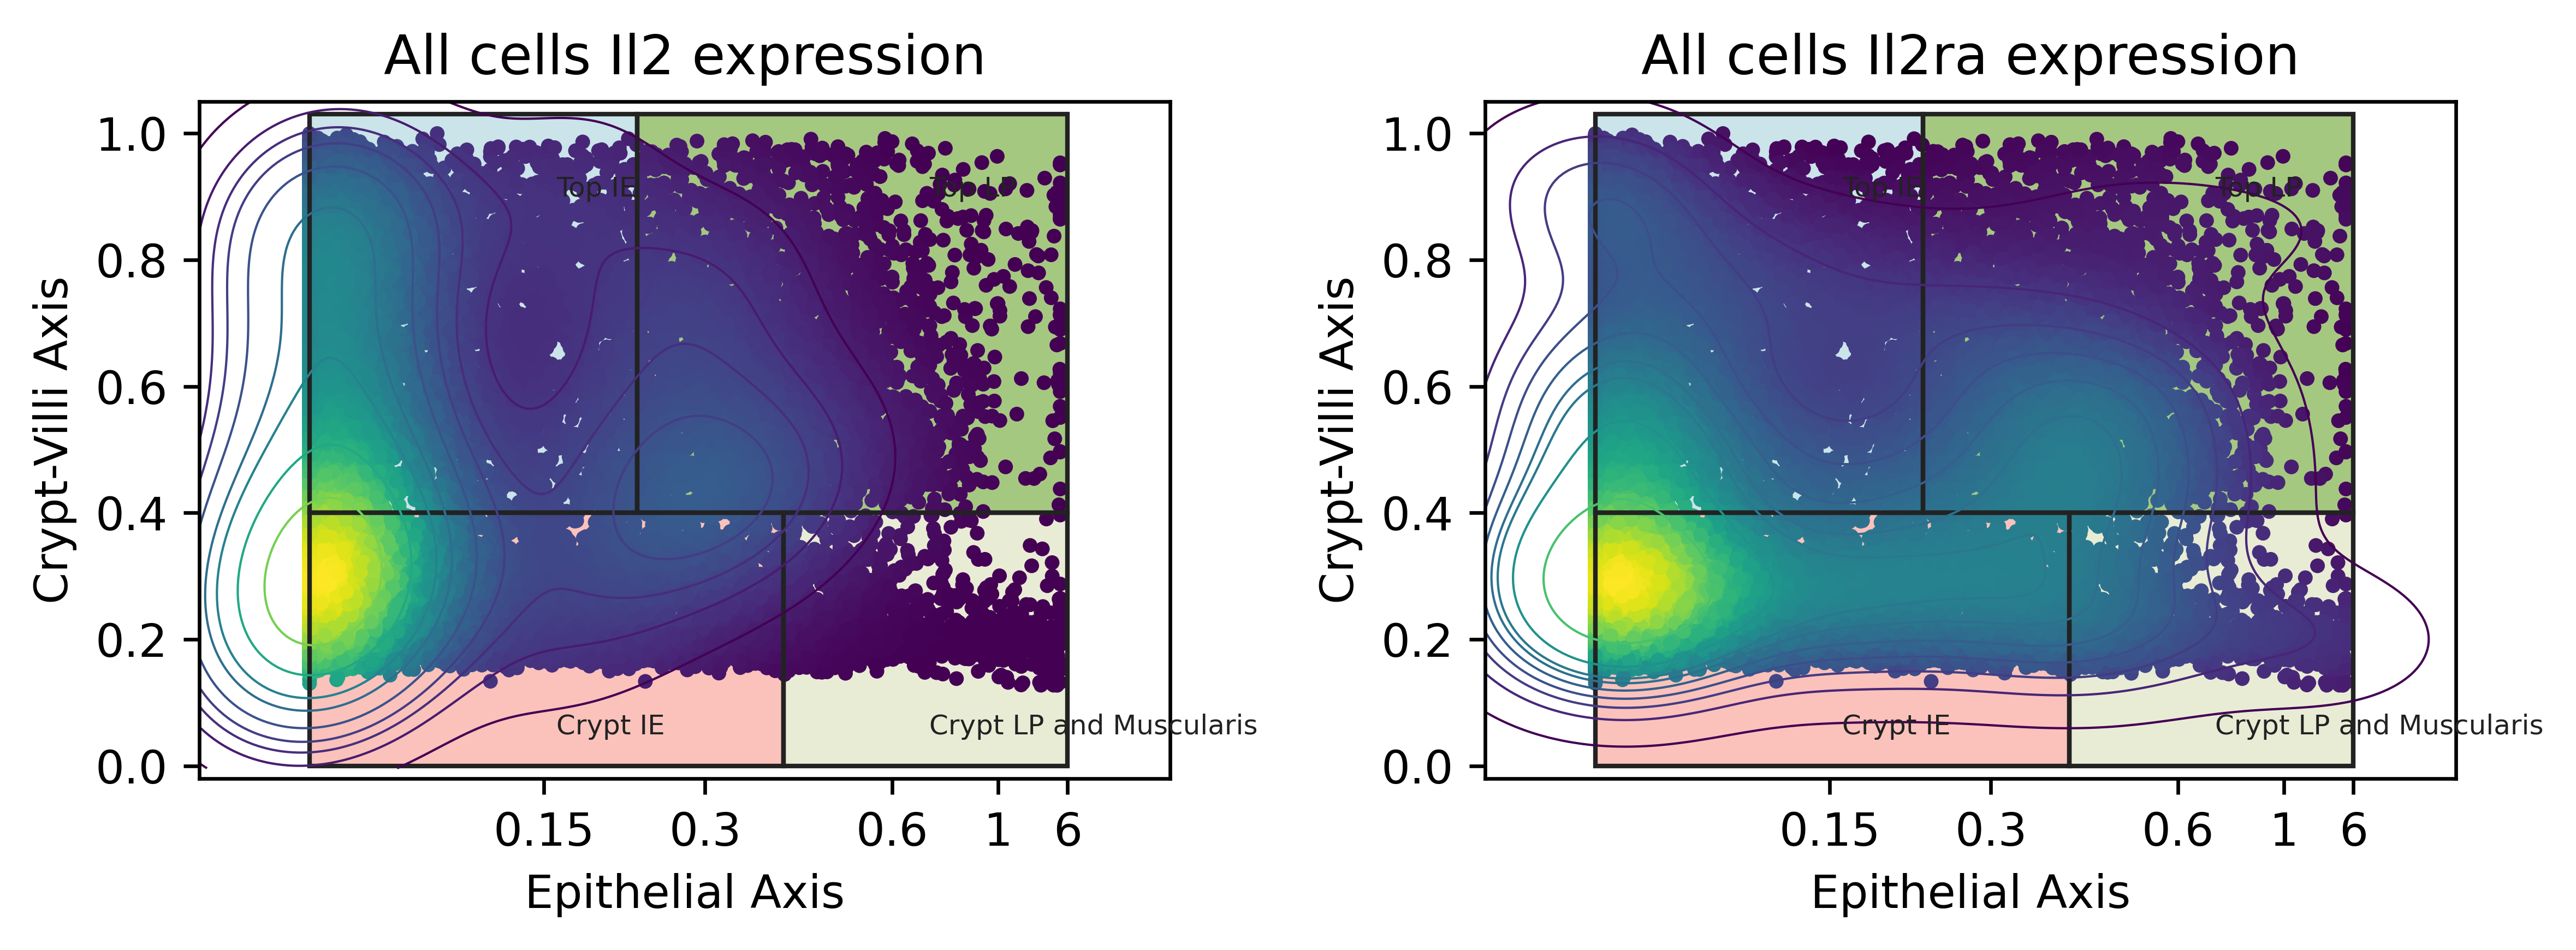 All cells Il2 expression
Crypt-Villi Axis
1.0
0.8
0.6
0.4
0.2
0.0
Top IE
Top LP
Crypt IE
Crypt LP and Muscularis
0.15 0.3 0.6 1 6
Epithelial Axis
All cells Il2ra expression
Crypt-Villi Axis
1.0
0.8
0.6
0.4
0.2
0.0
Top IE
Top LP
Crypt IE
Crypt LP and Muscularis
0.15 0.3 0.6 1 6
Epithelial Axis